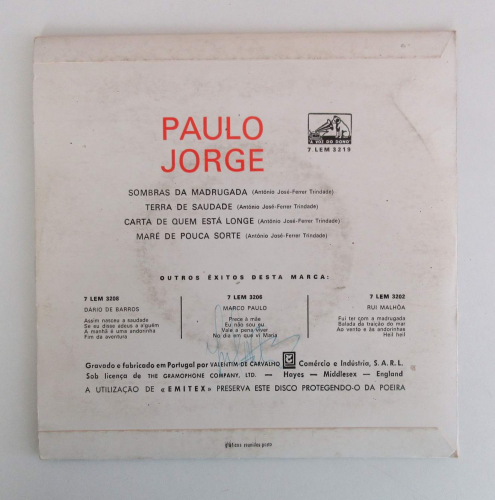 PAULO
JORGE
"A VOZ DO DONO"
7 LEM 3219
SOMBRAS DA MADRUGADA (António José-Ferrer Trindade)
TERRA DE SAUDADE (António José-Ferrer Trindade)
CARTA DE QUEM ESTÁ LONGE (António José-Ferrer Trindade)
MARÉ DE POUCA SORTE (António José-Ferrer Trindade)
OUTROS ÊXITOS DESTA MARCA:
7 LEM 3208
DARIO DE BARROS
Assim nasceu a saudade
Se eu disse adeus a alguém
A manhã é uma andorinha
Fim da aventura
7 LEM 3206
MARCO PAULO
Prece à mãe
Eu não sou eu
Vale a pena viver
No dia em que vi Maria
7 LEM 3202
RUI MALHÔA
Fui ter com a madrugada
Balada da traição do mar
Ao vento e às andorinhas
Heil heil
Gravado e fabricado em Portugal por VALENTIM DE CARVALHO Comércio e Indústria, S.A.R.L.
Sob licença de THE GRAMOPHONE COMPANY, LTD. — Hayes — Middlesex — England
A UTILIZAÇÃO DE «EMITEX» PRESERVA ESTE DISCO PROTEGENDO-O DA POEIRA